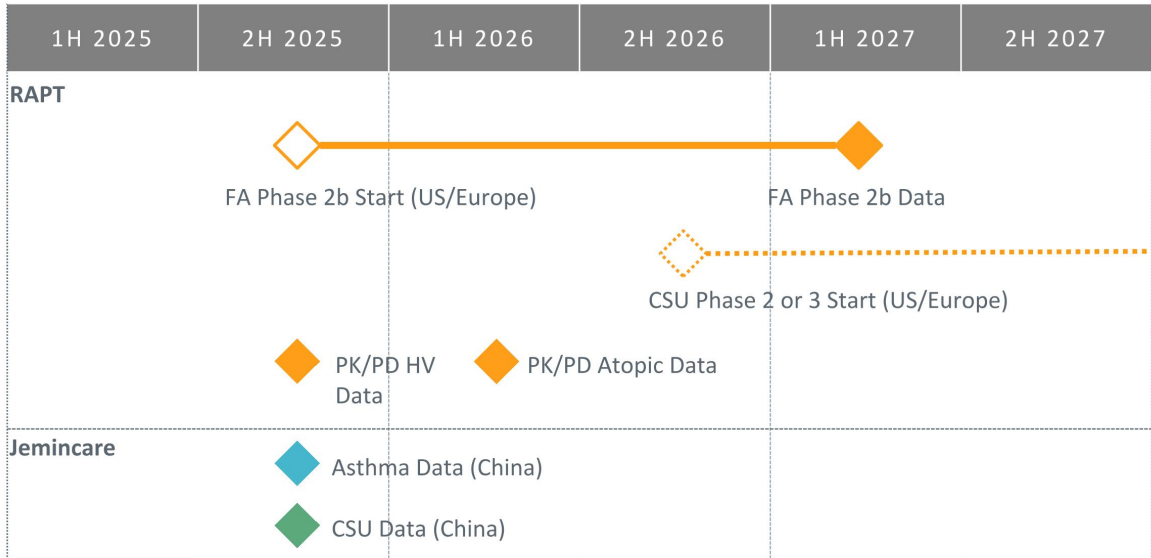 1H 2025 2H 2025 1H 2026 2H 2026 1H 2027 2H 2027
RAPT
FA Phase 2b Start (US/Europe) FA Phase 2b Data
CSU Phase 2 or 3 Start (US/Europe)
PK/PD HV PK/PD Atopic Data
Data
Jemincare
Asthma Data (China)
CSU Data (China)